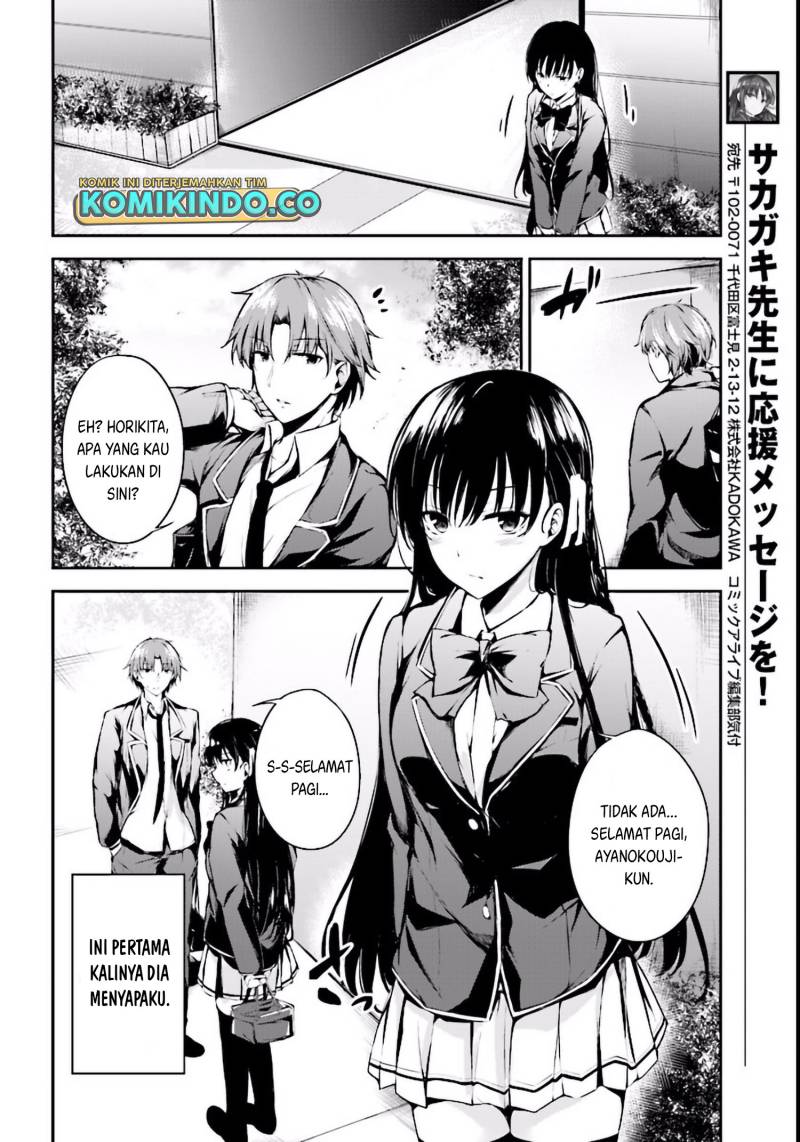 KOMIK INI DITERJEMAHKAN TIM
KOMIKINDO.CO
サカガキ先生に応援メッセージを!
宛先 〒102-0071 千代田区富士見 2-13-12 株式会社KADOKAWA コミックアライブ編集部気付
EH? HORIKITA,
APA YANG KAU
LAKUKAN DI
SINI?
TIDAK ADA...
SELAMAT PAGI,
AYANOKOUJI-
KUN.
S-S-SELAMAT
PAGI...
INI PERTAMA
KALINYA DIA
MENYAPAKU.